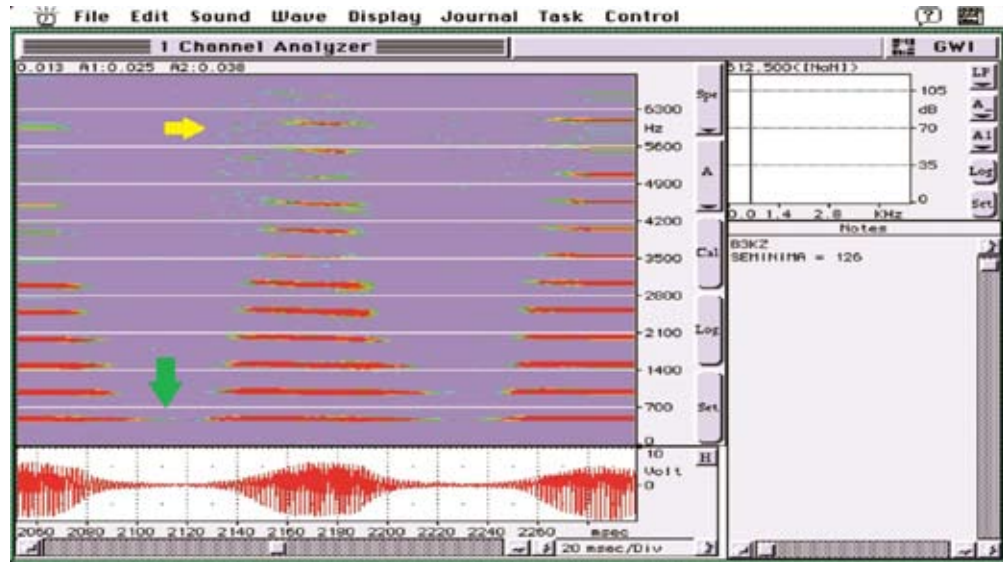 File Edit Sound Wave Display Journal Task Control
1 Channel Analyzer
GWI
0.013 A1:0.025 A2:0.038
6300
Hz
5600
4900
4200
3500
2800
2100
1400
700
0
Spe
A
Cal
Log
Set
10
Volt
0
H
2060 2080 2100 2120 2140 2160 2180 2200 2220 2240 2260 msec
20 msec/Div
512,500<[NaN]>
105
dB
70
35
0
0.0 1.4 2.8 KHz
LF
A_
A1
Log
Set
Notes
B3KZ
SEMINIMA = 126